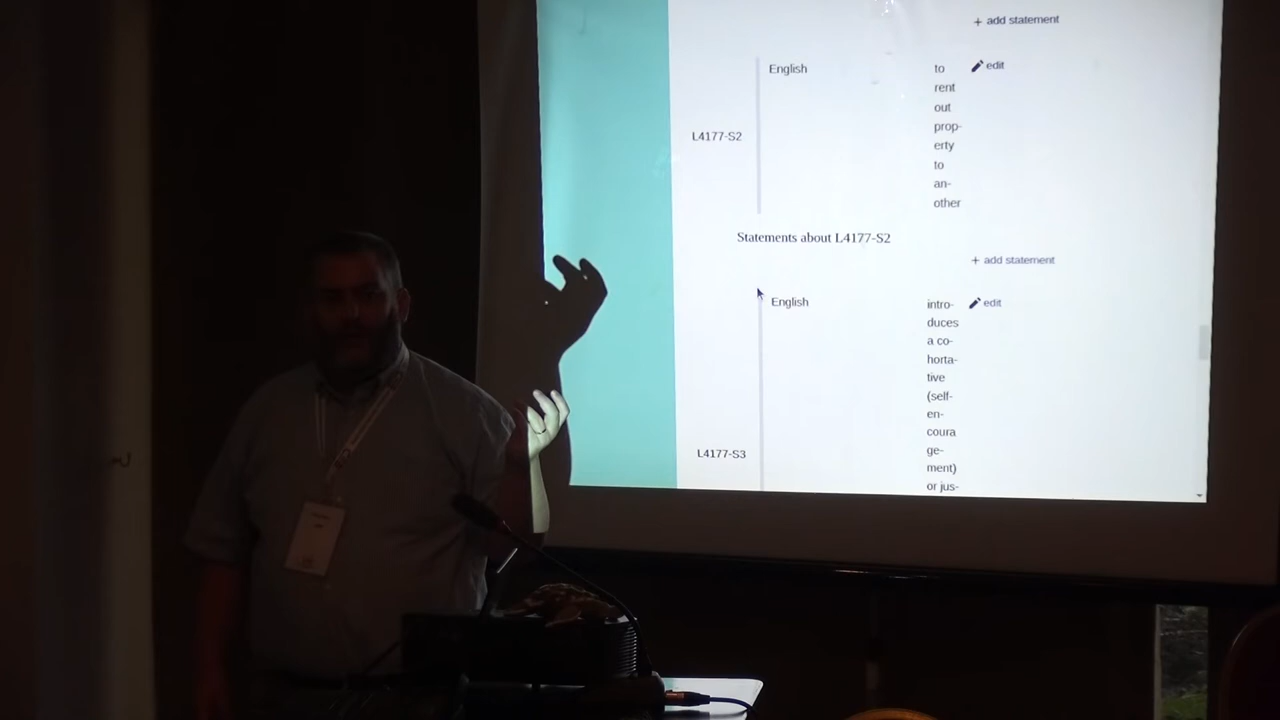 + add statement
English
edit
to
rent
out
prop-
erty
to
an-
other
L4177-S2
Statements about L4177-S2
+ add statement
English
edit
intro-
duces
a co-
horta-
tive
(self-
en-
coura
ge-
ment)
or jus-
L4177-S3